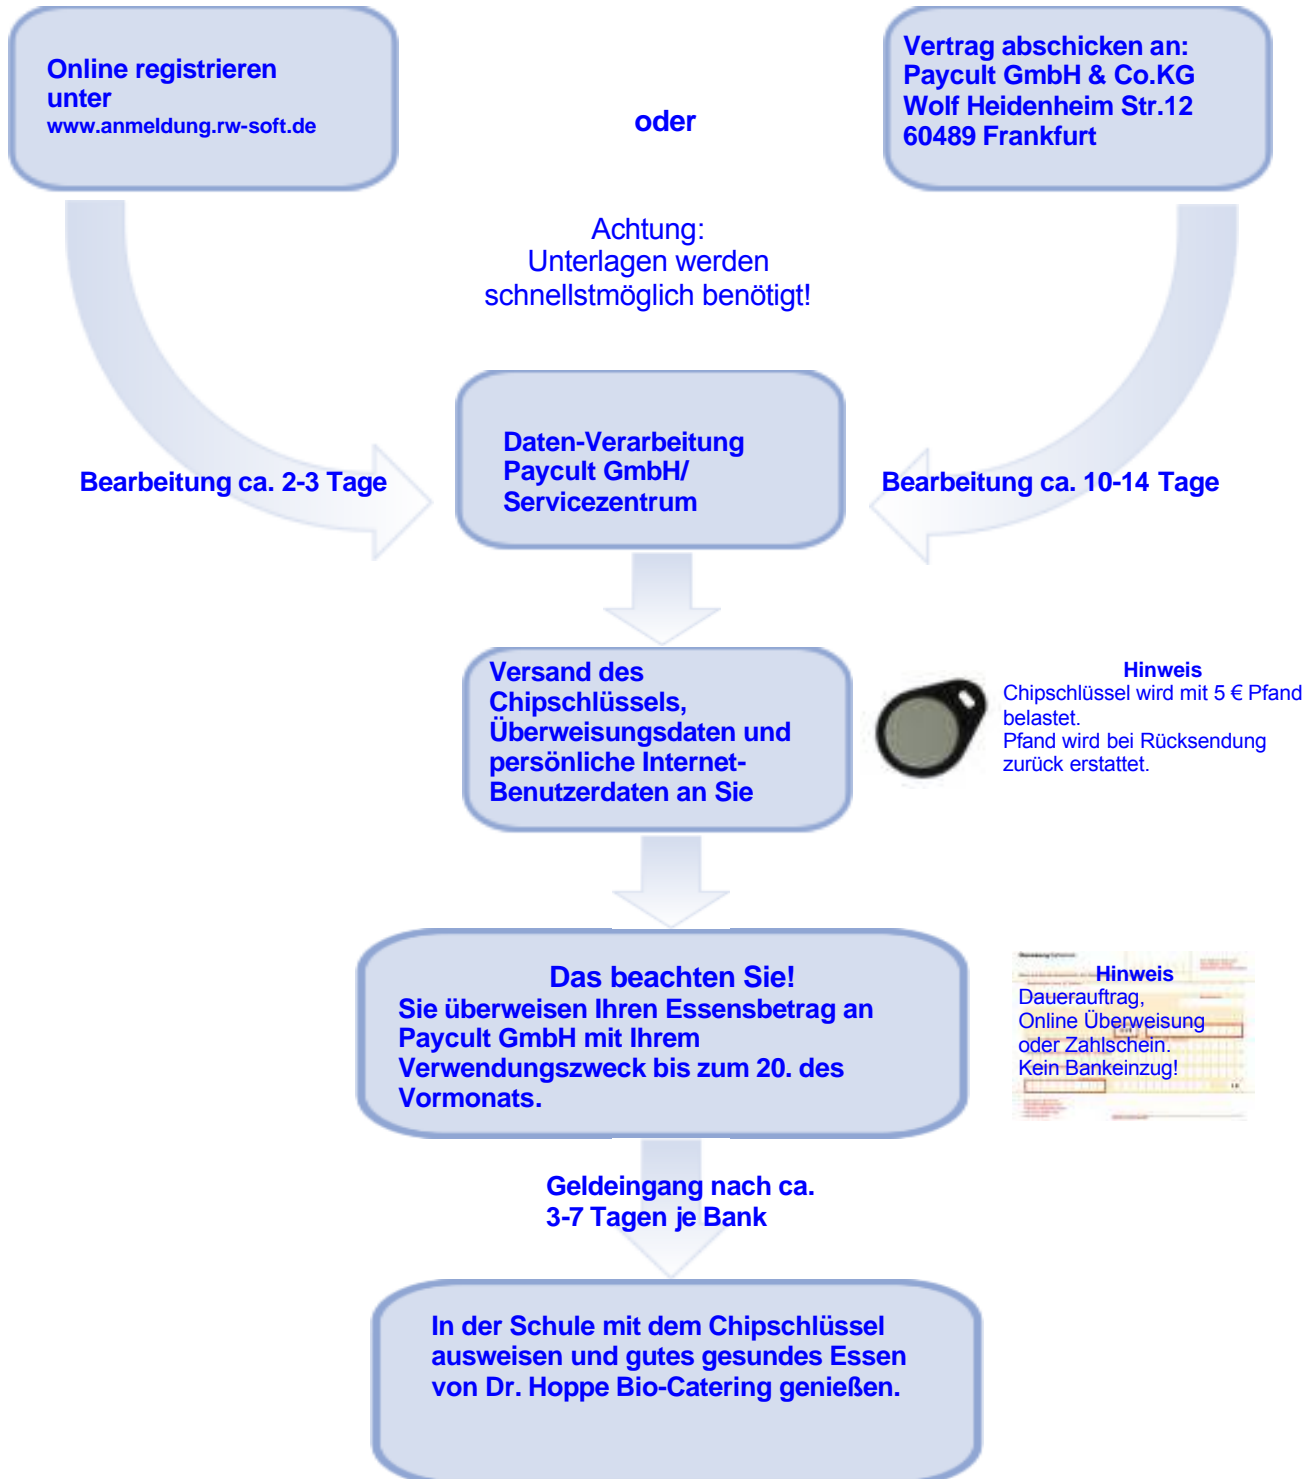 Online registrieren
unter
www.anmeldung.rw-soft.de
oder
Vertrag abschicken an:
Paycult GmbH & Co.KG
Wolf Heidenheim Str.12
60489 Frankfurt
Achtung:
Unterlagen werden
schnellstmöglich benötigt!
Bearbeitung ca. 2-3 Tage
Daten-Verarbeitung
Paycult GmbH/
Servicezentrum
Bearbeitung ca. 10-14 Tage
Versand des
Chipschlüssels,
Überweisungsdaten und
persönliche Internet-
Benutzerdaten an Sie
Hinweis
Chipschlüssel wird mit 5 € Pfand
belastet.
Pfand wird bei Rücksendung
zurück erstattet.
Das beachten Sie!
Sie überweisen Ihren Essensbetrag an
Paycult GmbH mit Ihrem
Verwendungszweck bis zum 20. des
Vormonats.
Hinweis
Dauerauftrag,
Online Überweisung
oder Zahlschein.
Kein Bankeinzug!
Geldeingang nach ca.
3-7 Tagen je Bank
In der Schule mit dem Chipschlüssel
ausweisen und gutes gesundes Essen
von Dr. Hoppe Bio-Catering genießen.